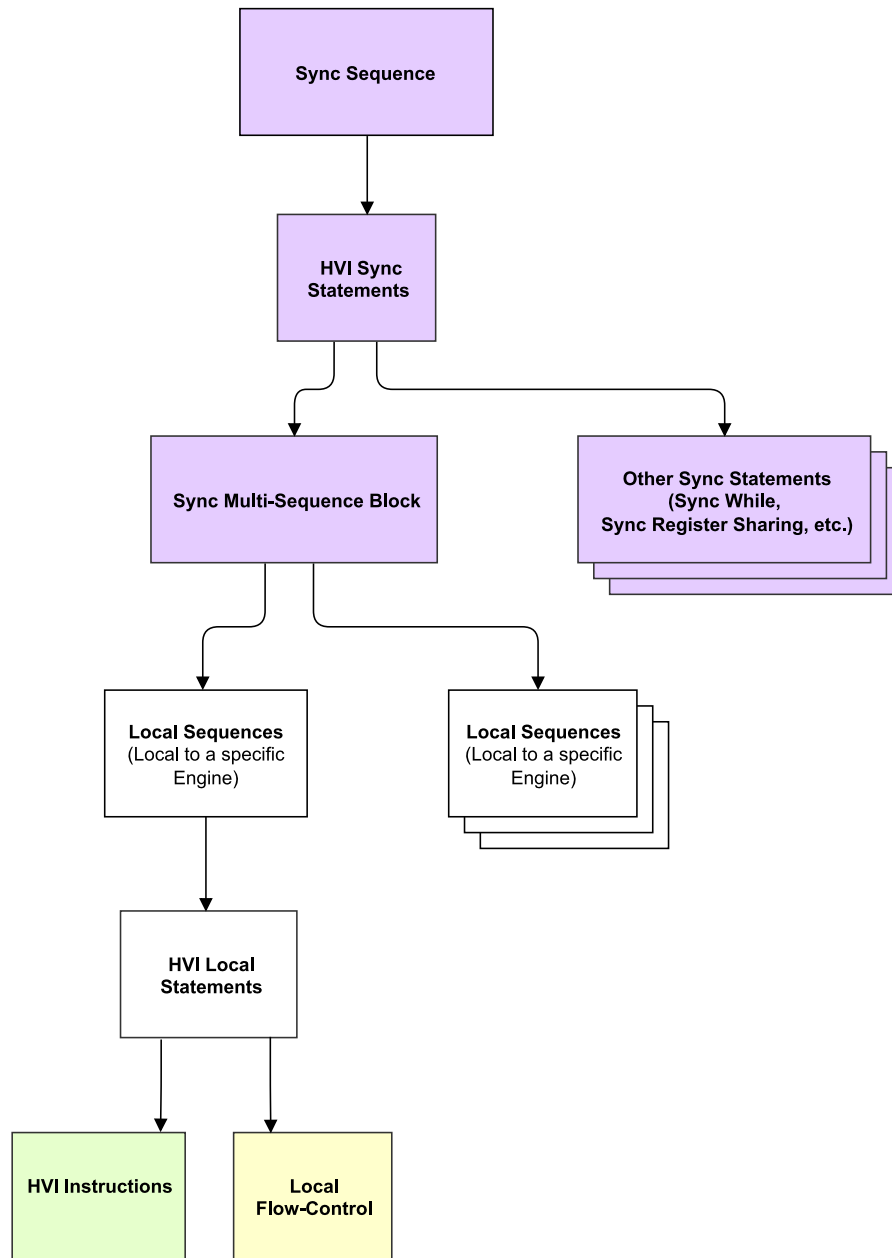 Sync Sequence
HVI Sync
Statements
Sync Multi-Sequence Block
Other Sync Statements
(Sync While,
Sync Register Sharing, etc.)
Local Sequences
(Local to a specific
Engine)
Local Sequences
(Local to a specific
Engine)
HVI Local
Statements
HVI Instructions
Local
Flow-Control